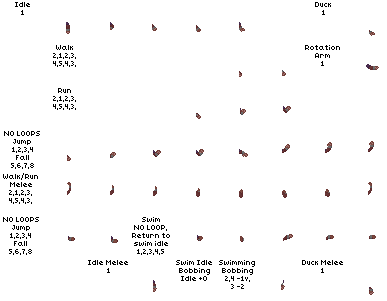 Idle
1
Duck
1
Walk
2,1,2,3,
4,5,4,3,
Rotation
Arm
1
Run
2,1,2,3,
4,5,4,3,
NO LOOPS
Jump
1,2,3,4
Fall
5,6,7,8
Walk/Run
Melee
2,1,2,3,
4,5,4,3,
NO LOOPS
Jump
1,2,3,4
Fall
5,6,7,8
Swim
NO LOOP,
Return to
swim idle
1,2,3,4,5
Idle Melee
1
Swim Idle
Bobbing
Idle +0
Swimming
Bobbing
2,4 -1v,
3 -2
Duck Melee
1